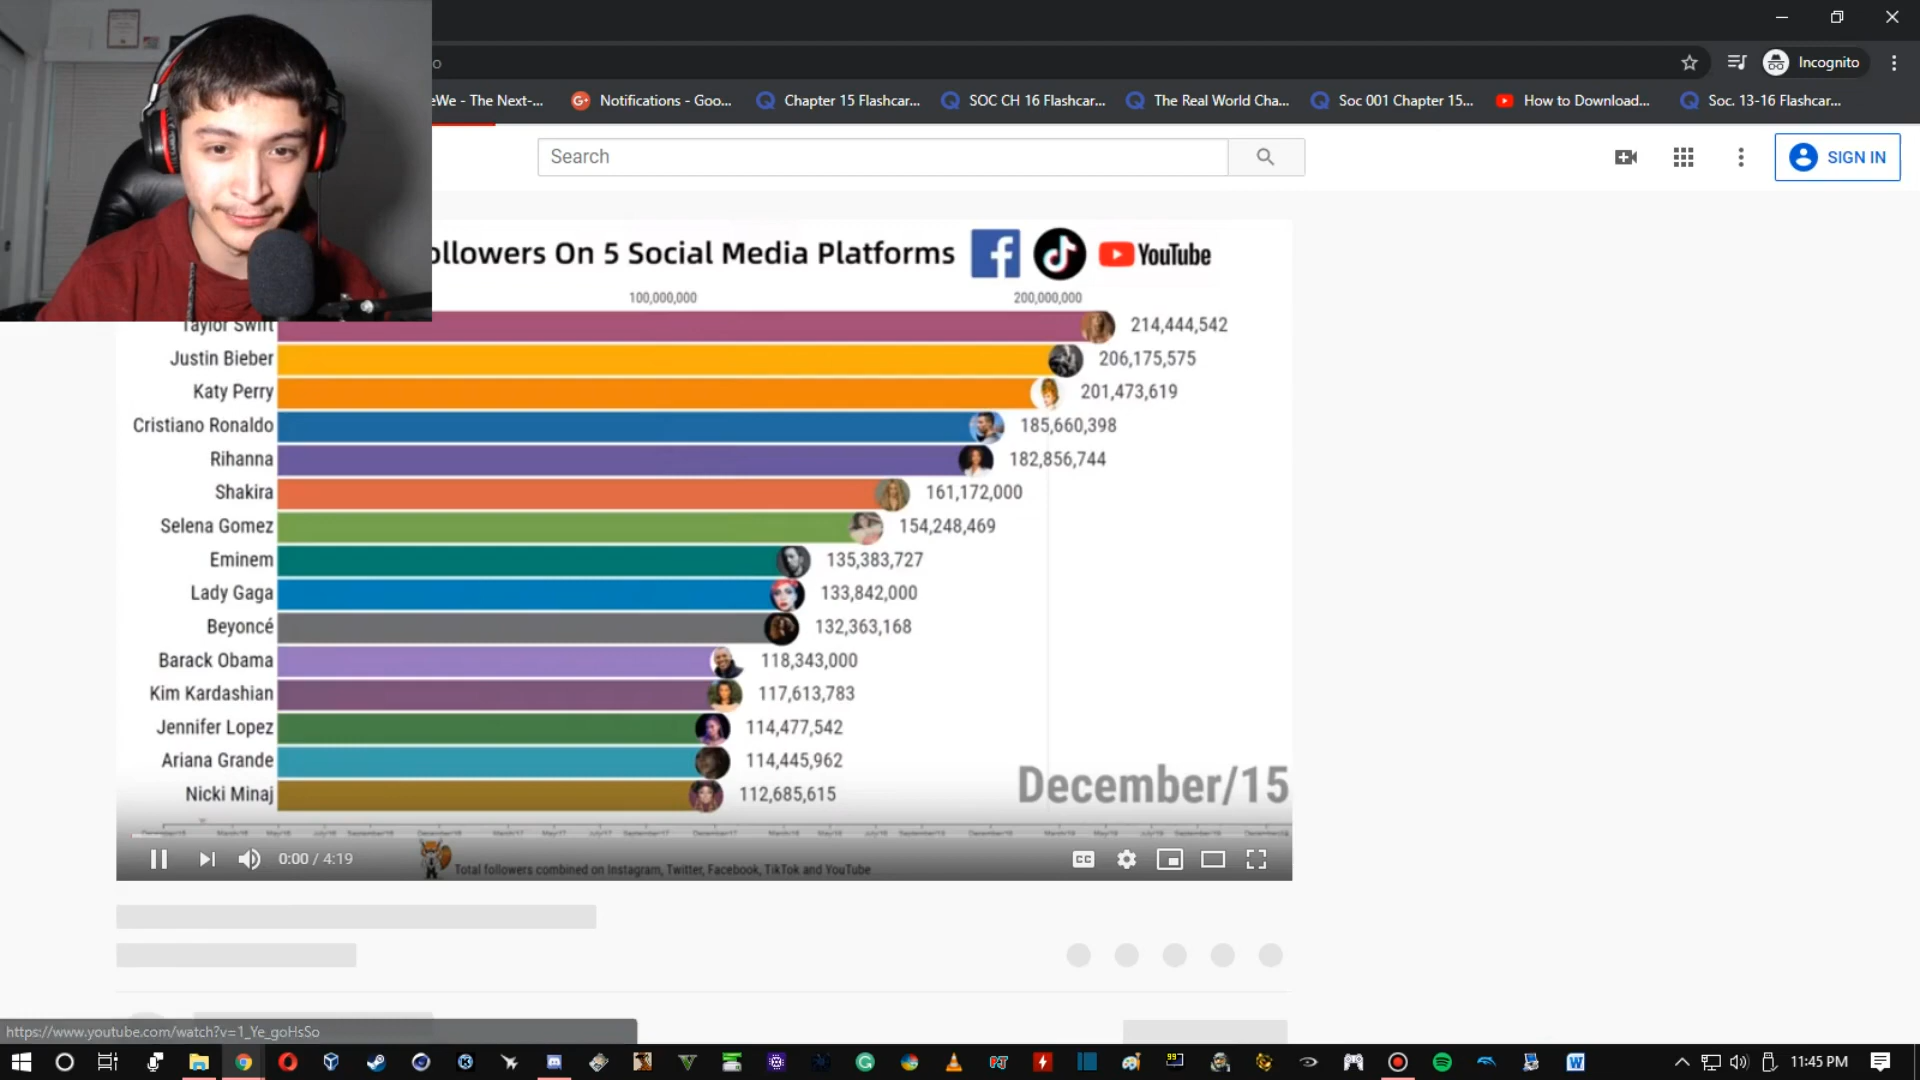 o
Incognito
eWe - The Next-...
Notifications - Goo...
Chapter 15 Flashcar...
SOC CH 16 Flashcar...
The Real World Cha...
Soc 001 Chapter 15...
How to Download...
Soc. 13-16 Flashcar...
Search
SIGN IN
ollowers On 5 Social Media Platforms
YouTube
100,000,000
200,000,000
Taylor Swift 214,444,542
Justin Bieber 206,175,575
Katy Perry 201,473,619
Cristiano Ronaldo 185,660,398
Rihanna 182,856,744
Shakira 161,172,000
Selena Gomez 154,248,469
Eminem 135,383,727
Lady Gaga 133,842,000
Beyoncé 132,363,168
Barack Obama 118,343,000
Kim Kardashian 117,613,783
Jennifer Lopez 114,477,542
Ariana Grande 114,445,962
Nicki Minaj 112,685,615
December/15
0:00 / 4:19
Total followers combined on Instagram, Twitter, Facebook, TikTok and YouTube
CC
https://www.youtube.com/watch?v=1_Ye_goHsSo
11:45 PM